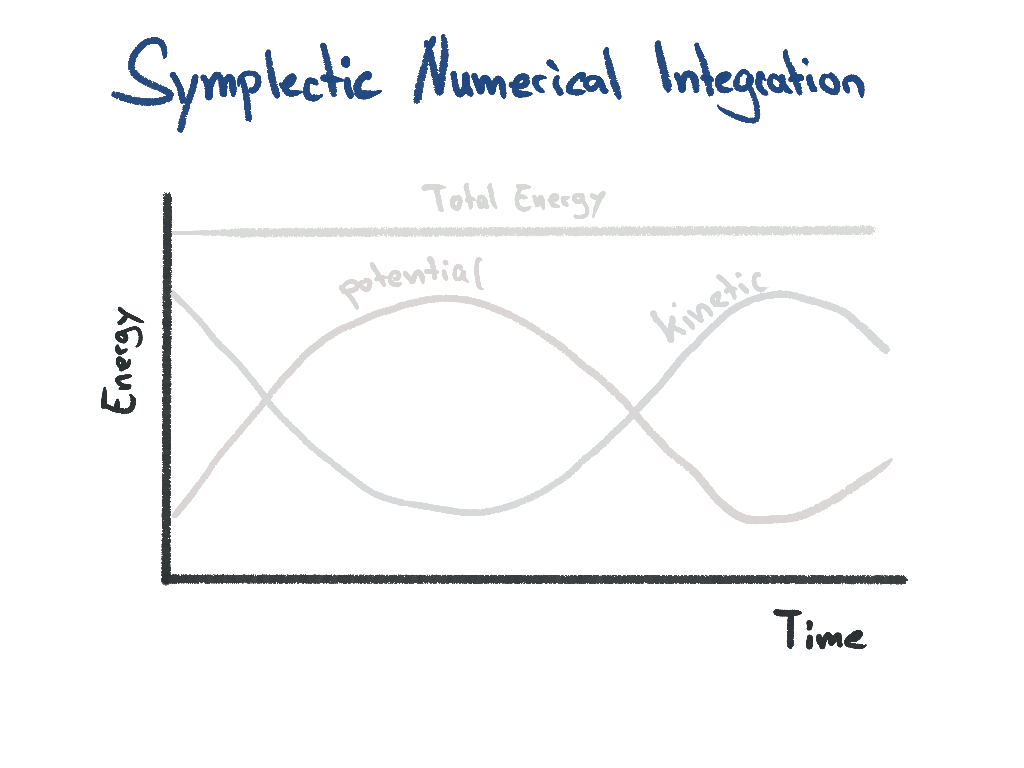 Symplectic Numerical Integration
Total Energy
potential
kinetic
Energy
Time